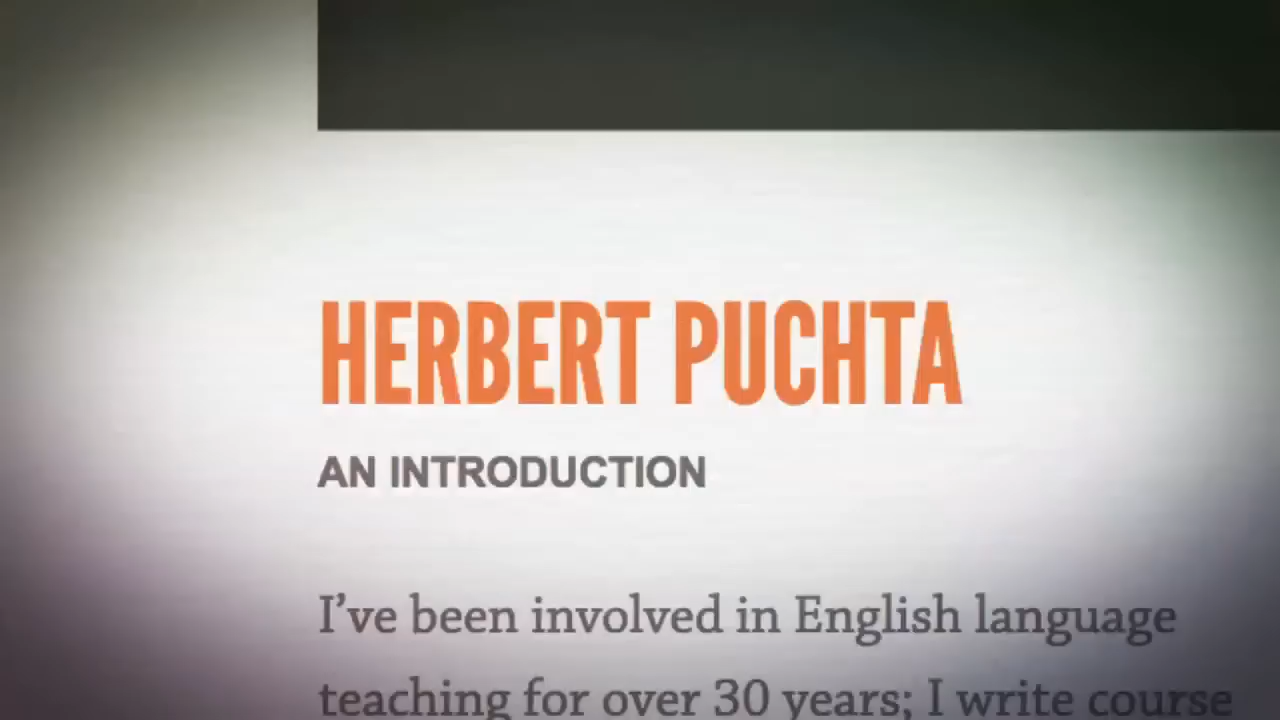 HERBERT PUCHTA
AN INTRODUCTION
I've been involved in English language
teaching for over 30 years; I write course